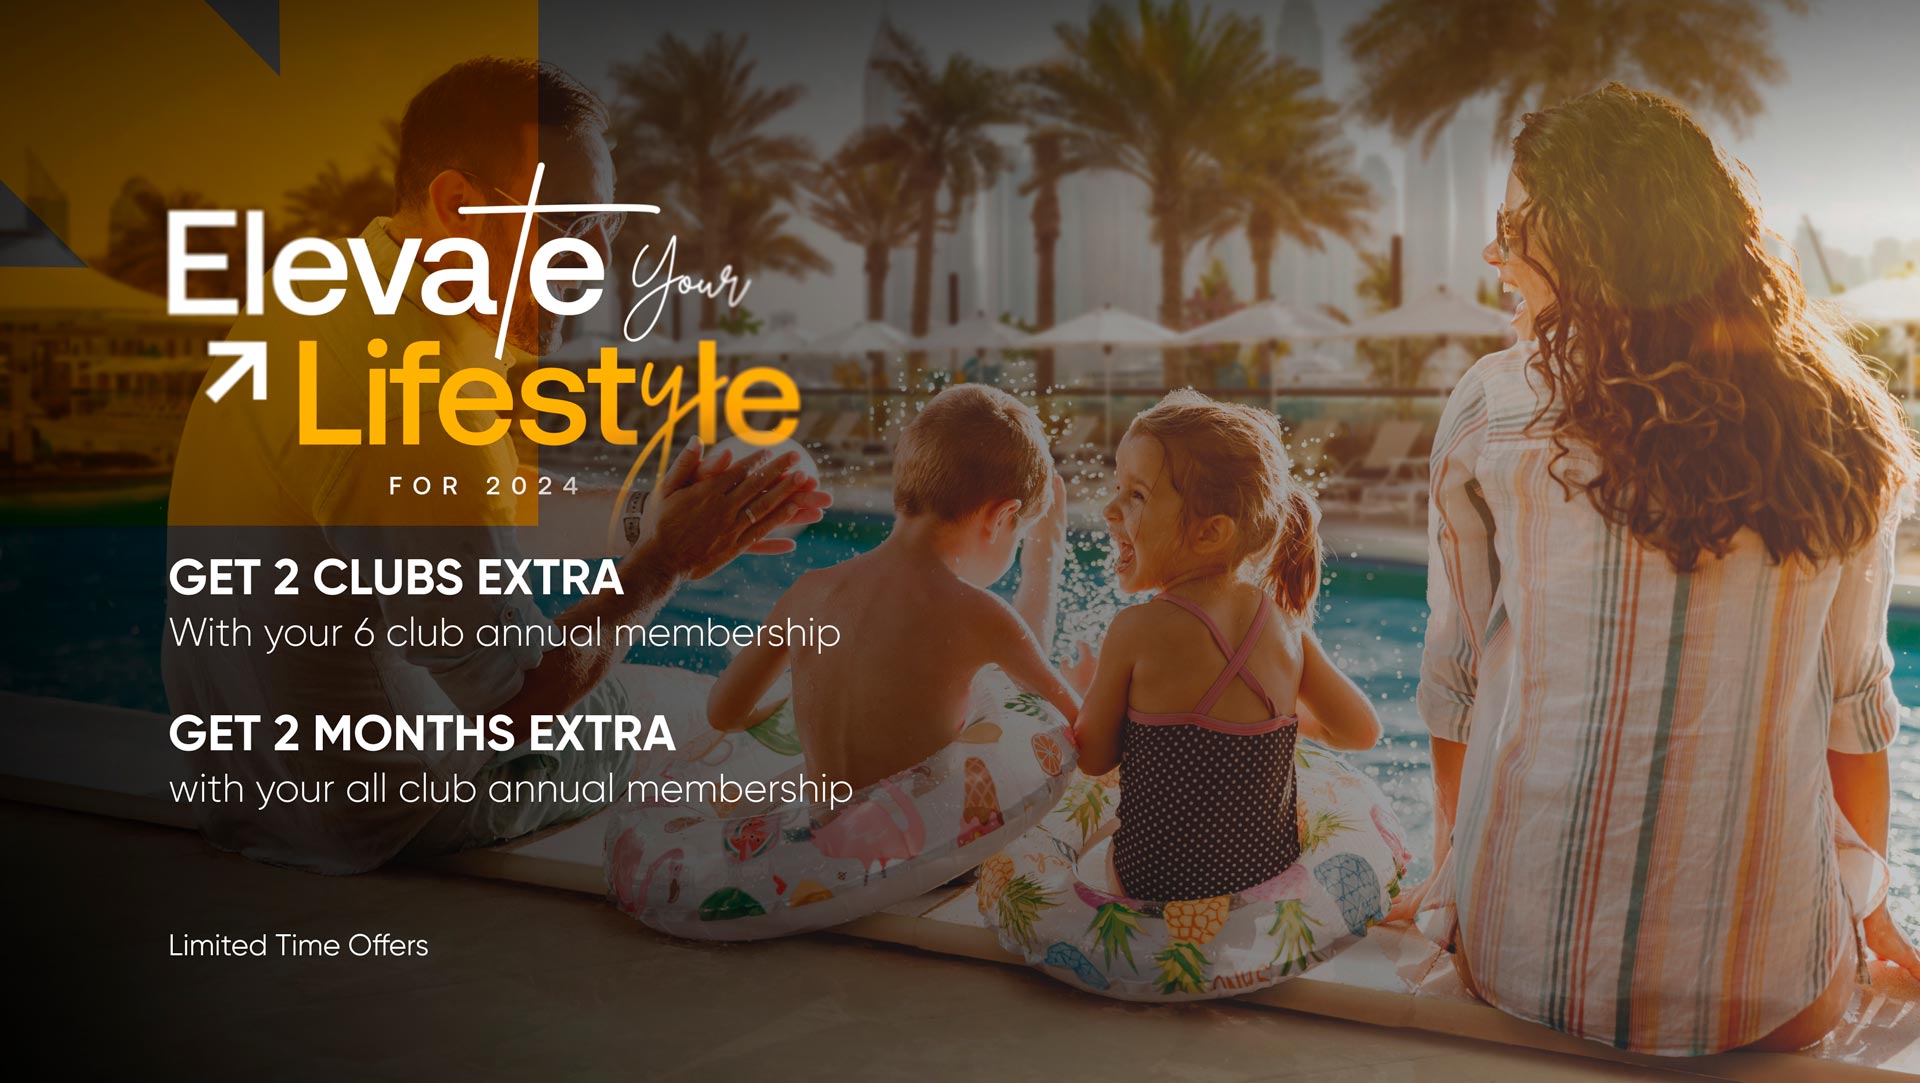 Elevate Your
Lifestyle
FOR 2024
GET 2 CLUBS EXTRA
With your 6 club annual membership
GET 2 MONTHS EXTRA
with your all club annual membership
Limited Time Offers